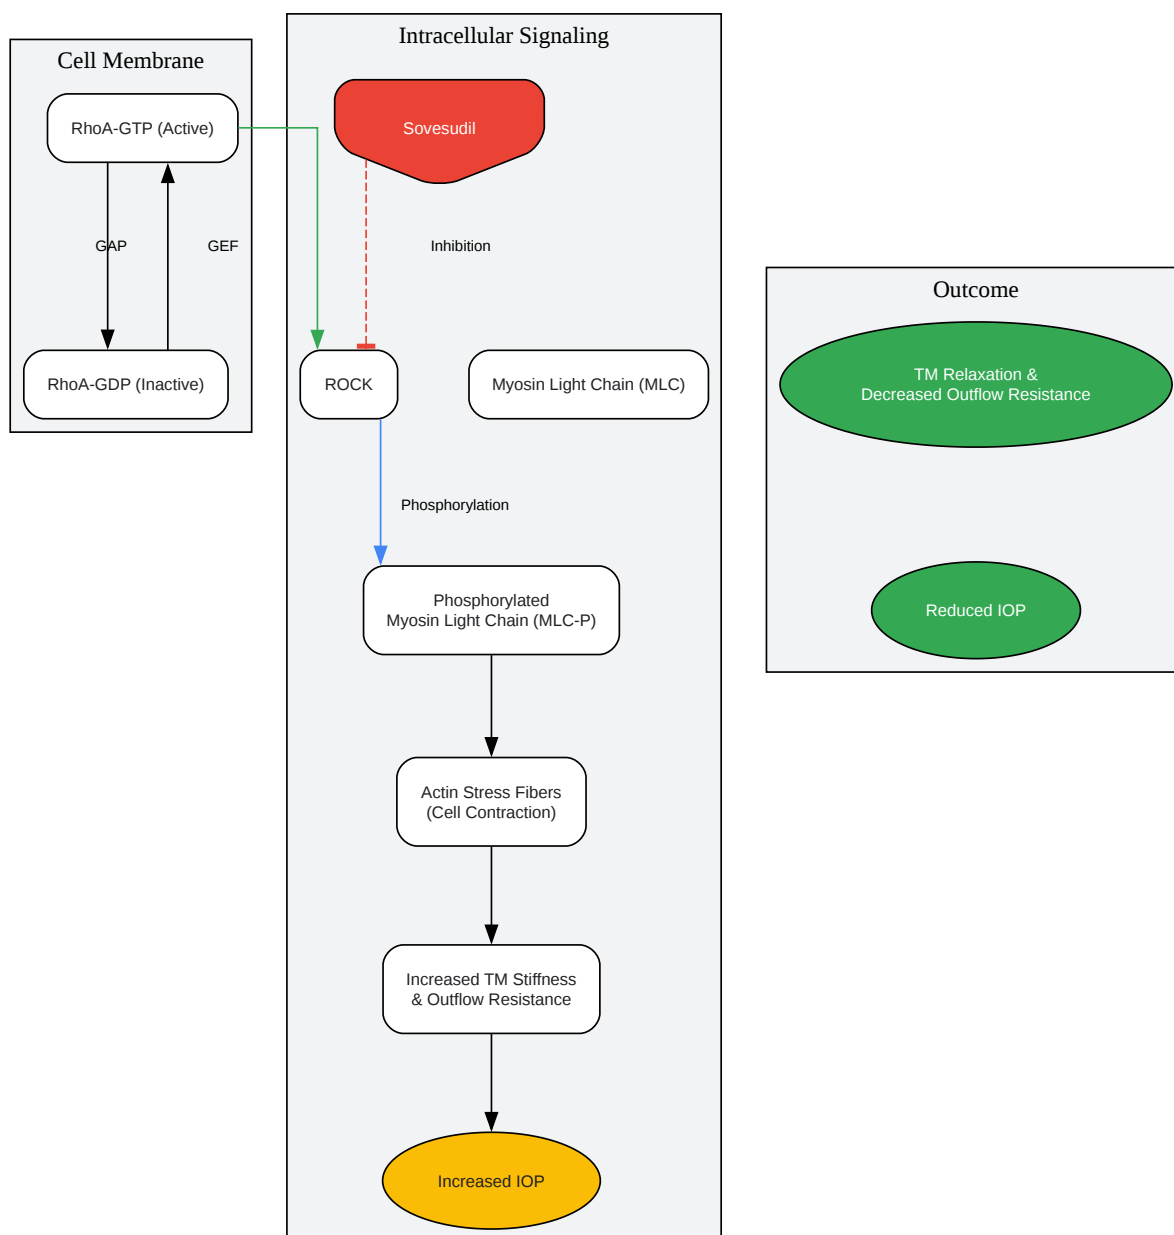 Cell Membrane
RhoA-GTP (Active)
GAP
GEF
RhoA-GDP (Inactive)
Intracellular Signaling
Sovesudil
Inhibition
ROCK
Myosin Light Chain (MLC)
Phosphorylation
Phosphorylated
Myosin Light Chain (MLC-P)
Actin Stress Fibers
(Cell Contraction)
Increased TM Stiffness
& Outflow Resistance
Increased IOP
Outcome
TM Relaxation &
Decreased Outflow Resistance
Reduced IOP